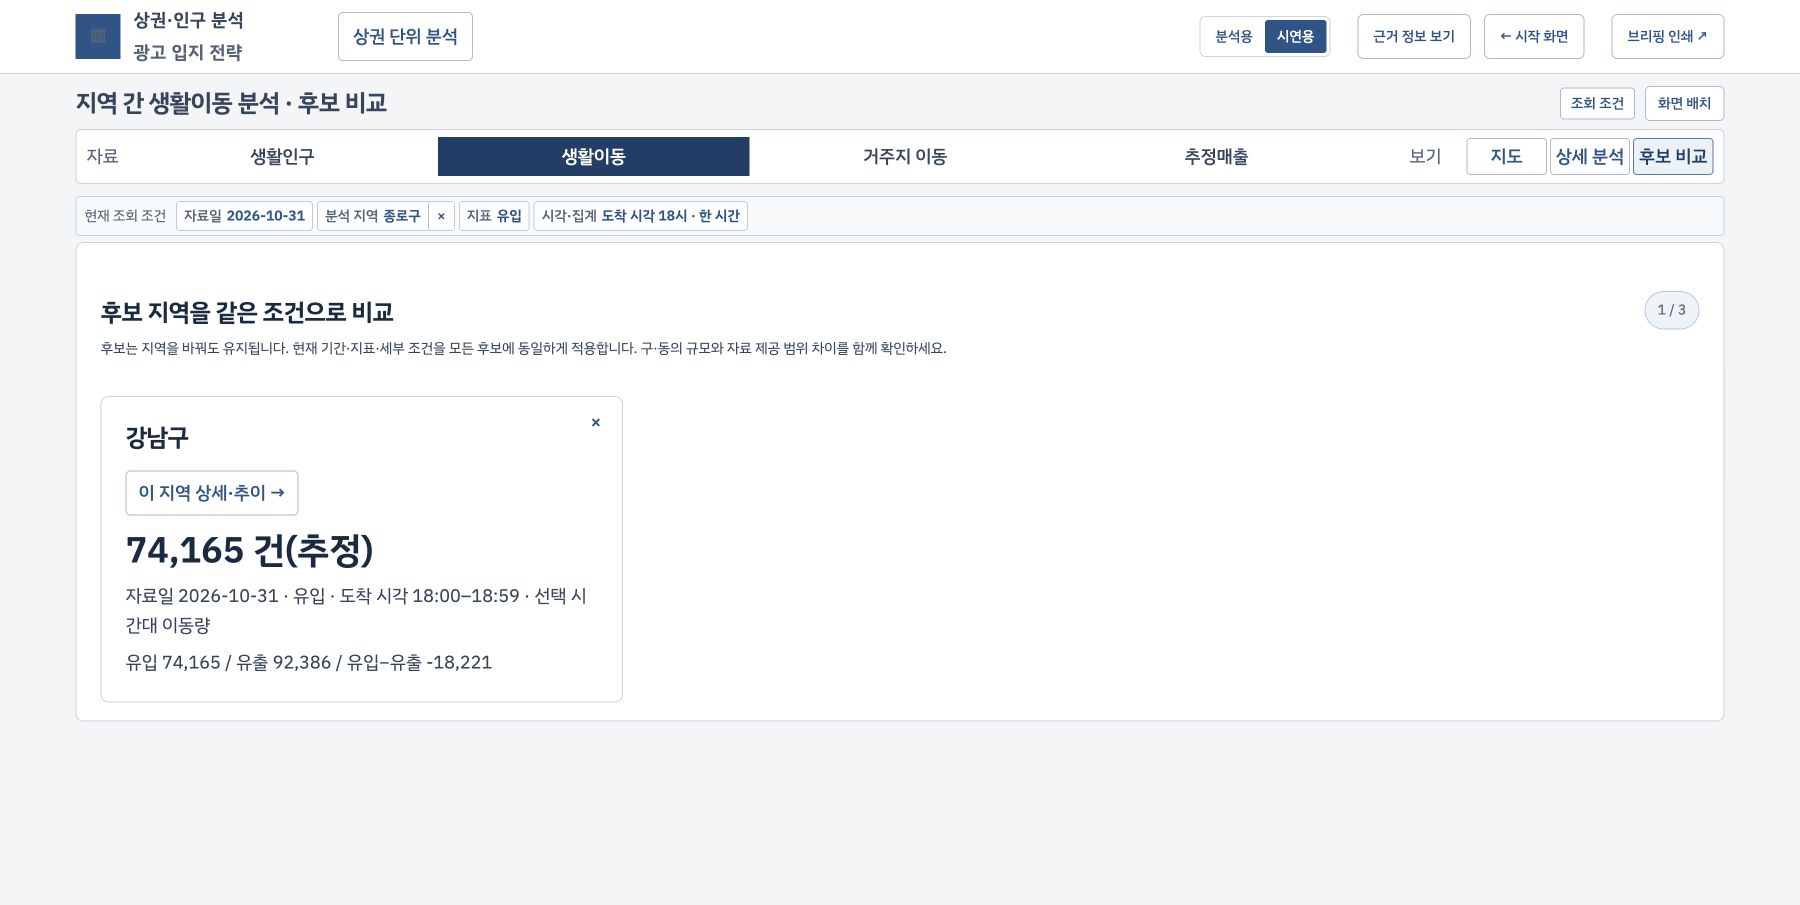 상권·인구 분석
광고 입지 전략
상권 단위 분석
분석용
시연용
근거 정보 보기
← 시작 화면
브리핑 인쇄 ↗
지역 간 생활이동 분석 · 후보 비교
조회 조건
화면 배치
자료
생활인구
생활이동
거주지 이동
추정매출
보기
지도
상세 분석
후보 비교
현재 조회 조건
자료일 2026-10-31
분석 지역 종로구 ×
지표 유입
시각·집계 도착 시각 18시 · 한 시간
후보 지역을 같은 조건으로 비교
1 / 3
후보는 지역을 바꿔도 유지됩니다. 현재 기간·지표·세부 조건을 모든 후보에 동일하게 적용합니다. 구·동의 규모와 자료 제공 범위 차이를 함께 확인하세요.
×
강남구
이 지역 상세·추이 →
74,165 건(추정)
자료일 2026-10-31 · 유입 · 도착 시각 18:00–18:59 · 선택 시
간대 이동량
유입 74,165 / 유출 92,386 / 유입−유출 -18,221